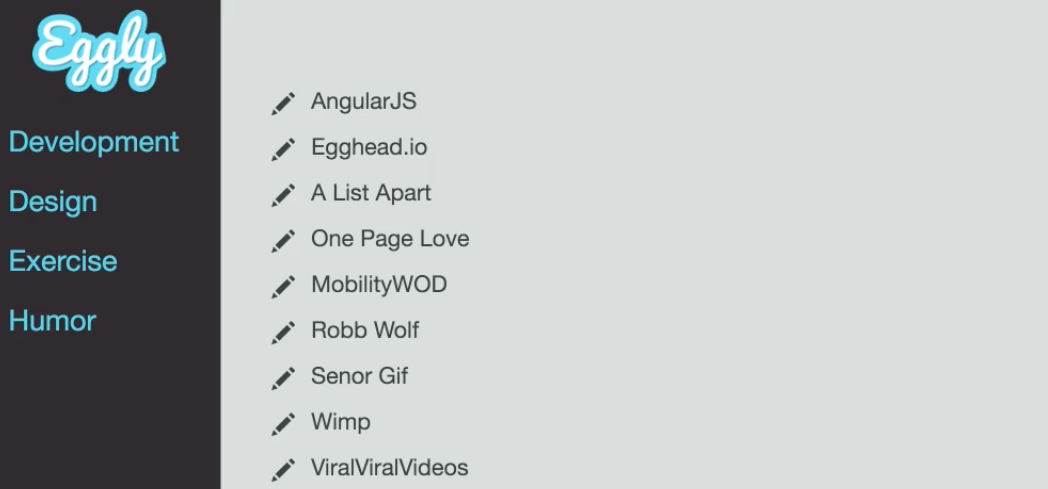 Eggly
Development
Design
Exercise
Humor
AngularJS
Egghead.io
A List Apart
One Page Love
MobilityWOD
Robb Wolf
Senor Gif
Wimp
ViralViralVideos